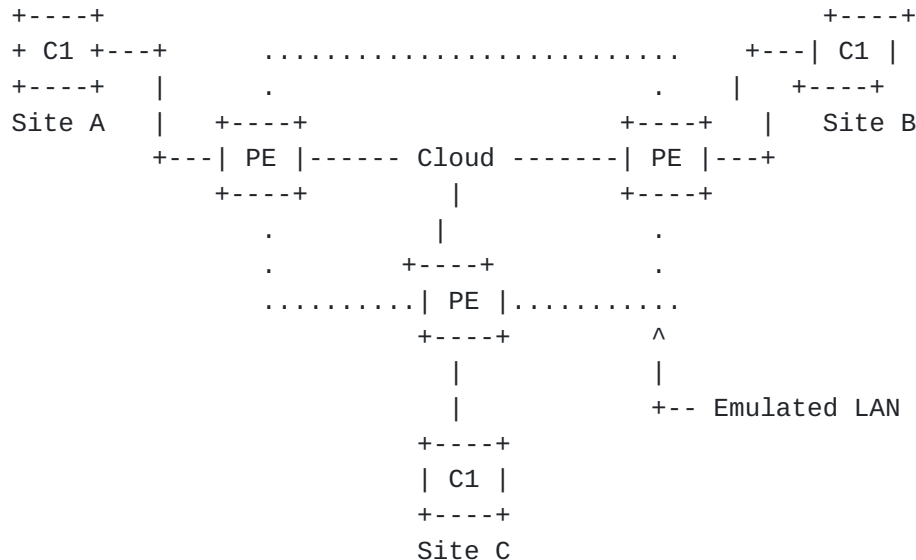 C1 C1
Site A Site B
PE Cloud PE
PE
Emulated LAN
C1
Site C